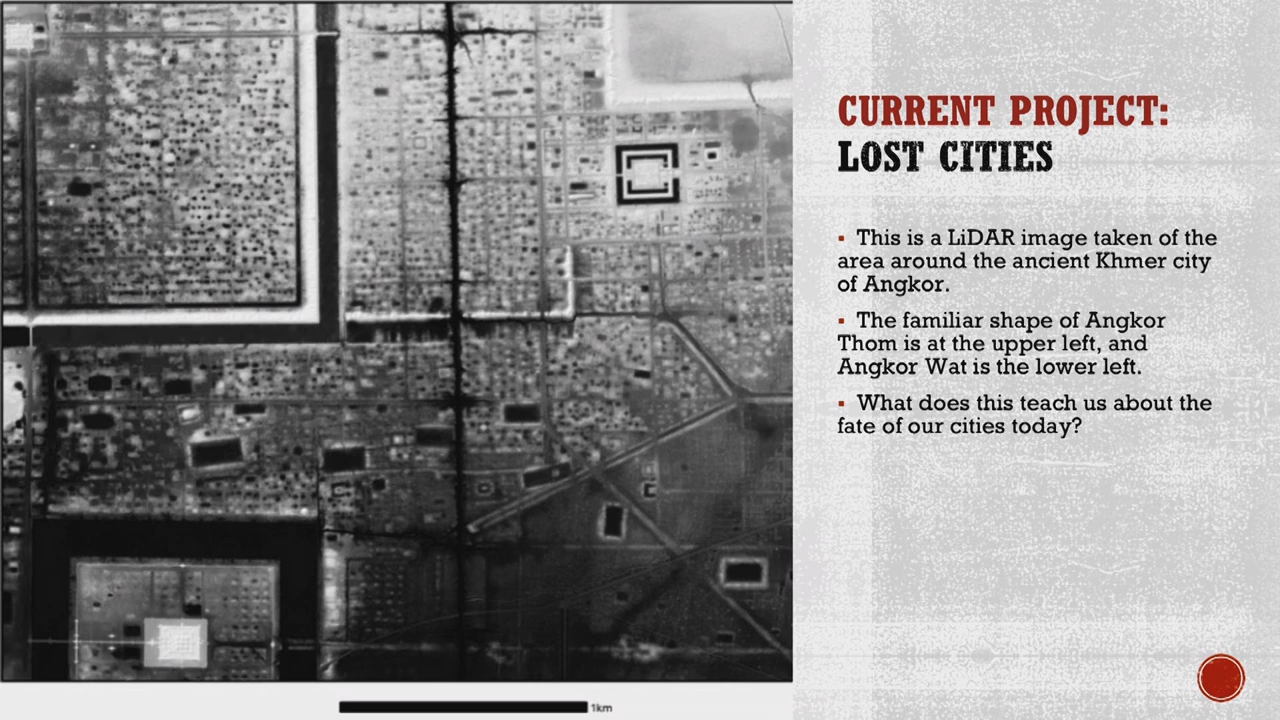 CURRENT PROJECT:
LOST CITIES
▪ This is a LiDAR image taken of the
area around the ancient Khmer city
of Angkor.
▪ The familiar shape of Angkor
Thom is at the upper left, and
Angkor Wat is the lower left.
▪ What does this teach us about the
fate of our cities today?
1km